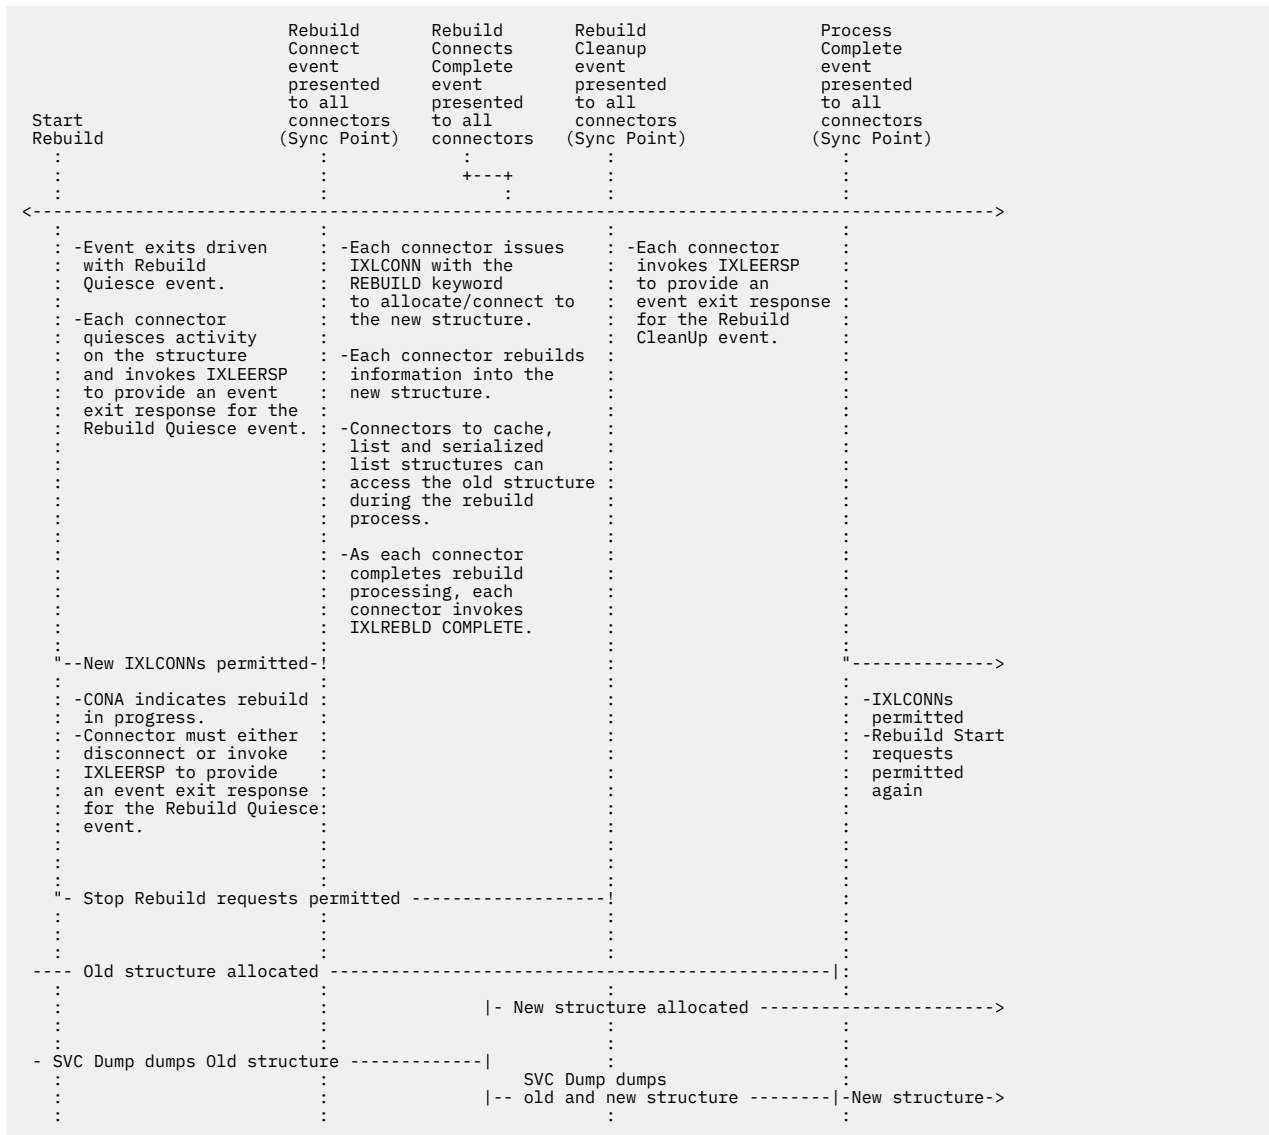 Rebuild       Rebuild       Rebuild                 Process
                          Connect       Connects      Cleanup                 Complete
                          event         Complete      event                   event
                          presented     event         presented               presented
                          to all        presented     to all                  to all
 Start                    connectors    to all        connectors              connectors
 Rebuild                 (Sync Point)   connectors   (Sync Point)            (Sync Point)
   :                         :             :             :                      :
   :                         :             +---+         :                      :
   :                         :                 :         :                      :
<---------------------------------------------------------------------------------------------->
   :                         :                           :                      :
   : -Event exits driven     : -Each connector issues    : -Each connector      :
   :  with Rebuild           :  IXLCONN with the         :  invokes IXLEERSP    :
   :  Quiesce event.         :  REBUILD keyword          :  to provide an       :
   :                         :  to allocate/connect to   :  event exit response :
   : -Each connector         :  the new structure.       :  for the Rebuild     :
   :  quiesces activity      :                           :  CleanUp event.      :
   :  on the structure       : -Each connector rebuilds  :                      :
   :  and invokes IXLEERSP   :  information into the     :                      :
   :  to provide an event    :  new structure.           :                      :
   :  exit response for the  :                           :                      :
   :  Rebuild Quiesce event. : -Connectors to cache,     :                      :
   :                         :  list and serialized      :                      :
   :                         :  list structures can      :                      :
   :                         :  access the old structure :                      :
   :                         :  during the rebuild       :                      :
   :                         :  process.                 :                      :
   :                         :                           :                      :
   :                         : -As each connector        :                      :
   :                         :  completes rebuild        :                      :
   :                         :  processing, each         :                      :
   :                         :  connector invokes        :                      :
   :                         :  IXLREBLD COMPLETE.       :                      :
   :                         :                           :                      :
   "--New IXLCONNs permitted-!                           :                      "-------------->
   :                         :                           :                      :
   : -CONA indicates rebuild :                           :                      : -IXLCONNs
   :  in progress.           :                           :                      :  permitted
   : -Connector must either  :                           :                      : -Rebuild Start
   :  disconnect or invoke   :                           :                      :  requests
   :  IXLEERSP to provide    :                           :                      :  permitted
   :  an event exit response :                           :                      :  again
   :  for the Rebuild Quiesce:                           :                      :
   :  event.                 :                           :                      :
   :                         :                           :                      :
   :                         :                           :                      :
   :                         :                           :                      :
   "- Stop Rebuild requests permitted -------------------!                      :
   :                         :                           :                      :
   :                         :                           :                      :
   :                         :                           :                      :
 ---- Old structure allocated -------------------------------------------------|:
   :                         :                           :                      :
   :                         :               |- New structure allocated ----------------------->
   :                         :                           :                      :
   :                         :                           :                      :
 - SVC Dump dumps Old structure -------------|           :                      :
   :                         :                   SVC Dump dumps                 :
   :                         :               |-- old and new structure --------|-New structure->
   :                         :                           :                      :